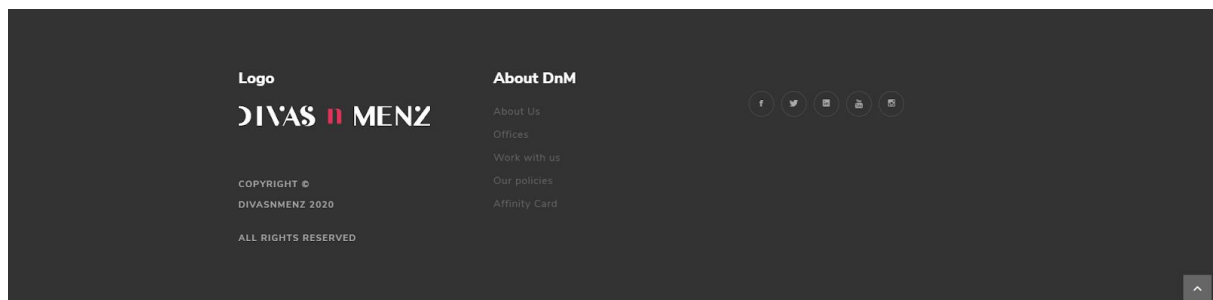 Logo
DIVAS n MENZ
COPYRIGHT ©
DIVASNMENZ 2020
ALL RIGHTS RESERVED
About DnM
About Us
Offices
Work with us
Our policies
Affinity Card